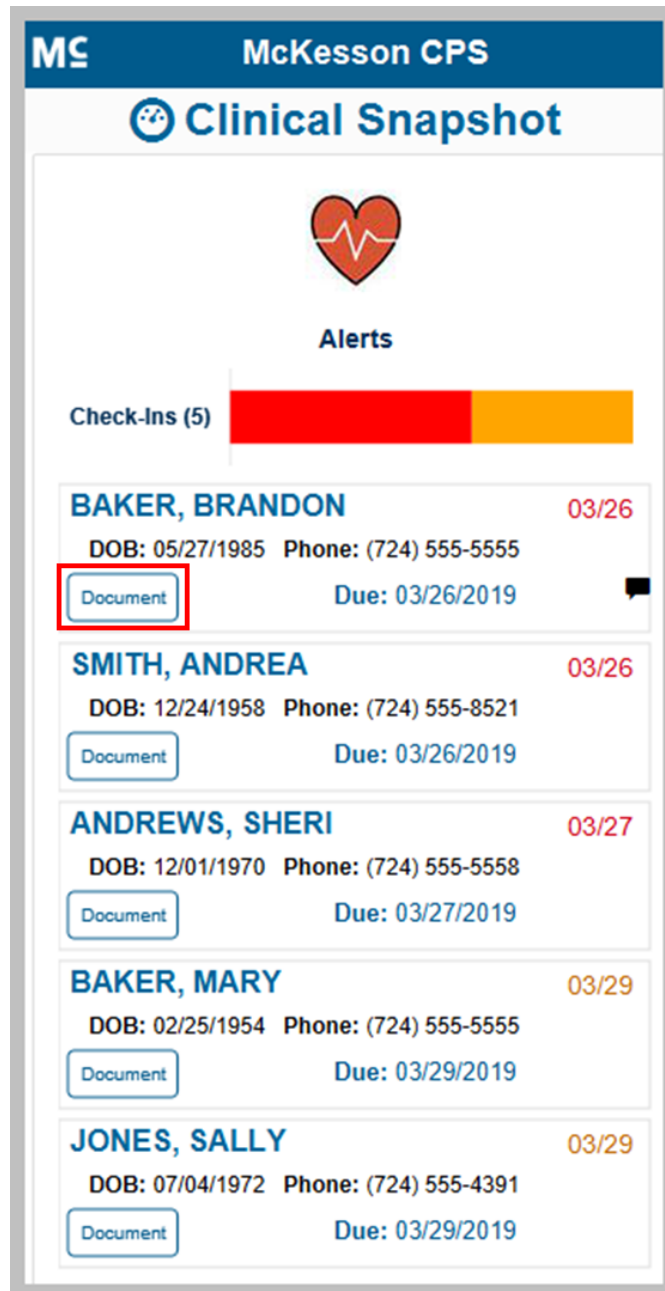 MC McKesson CPS
Clinical Snapshot
Alerts
Check-Ins (5)
BAKER, BRANDON 03/26
DOB: 05/27/1985 Phone: (724) 555-5555
Document Due: 03/26/2019
SMITH, ANDREA 03/26
DOB: 12/24/1958 Phone: (724) 555-8521
Document Due: 03/26/2019
ANDREWS, SHERI 03/27
DOB: 12/01/1970 Phone: (724) 555-5558
Document Due: 03/27/2019
BAKER, MARY 03/29
DOB: 02/25/1954 Phone: (724) 555-5555
Document Due: 03/29/2019
JONES, SALLY 03/29
DOB: 07/04/1972 Phone: (724) 555-4391
Document Due: 03/29/2019